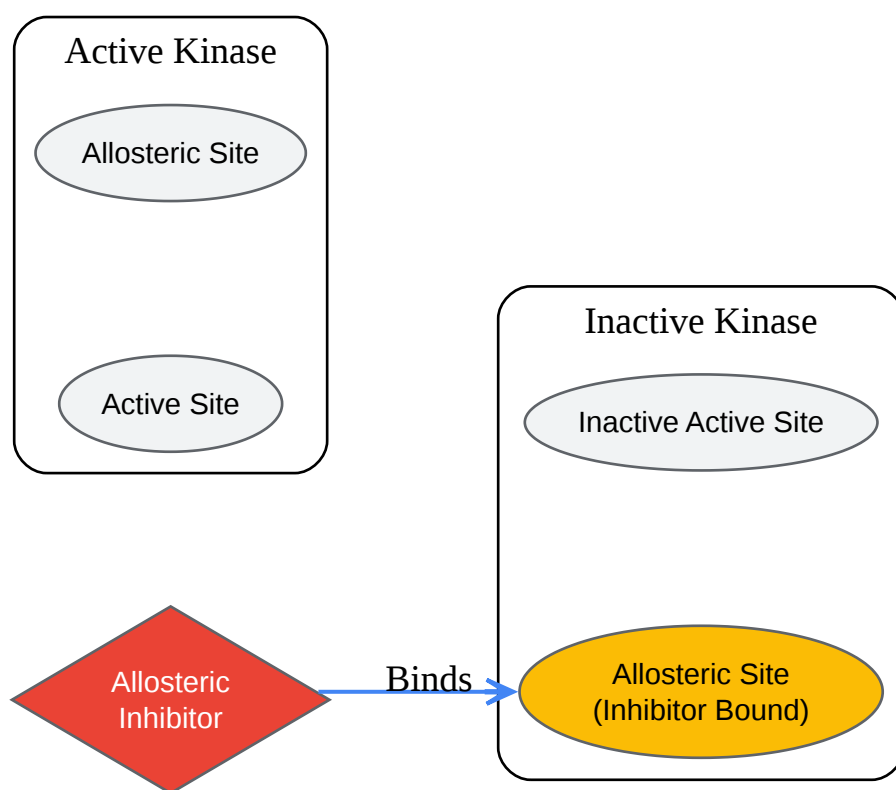 Active Kinase
Allosteric Site
Active Site
Inactive Kinase
Inactive Active Site
Allosteric
Inhibitor
Binds
Allosteric Site
(Inhibitor Bound)